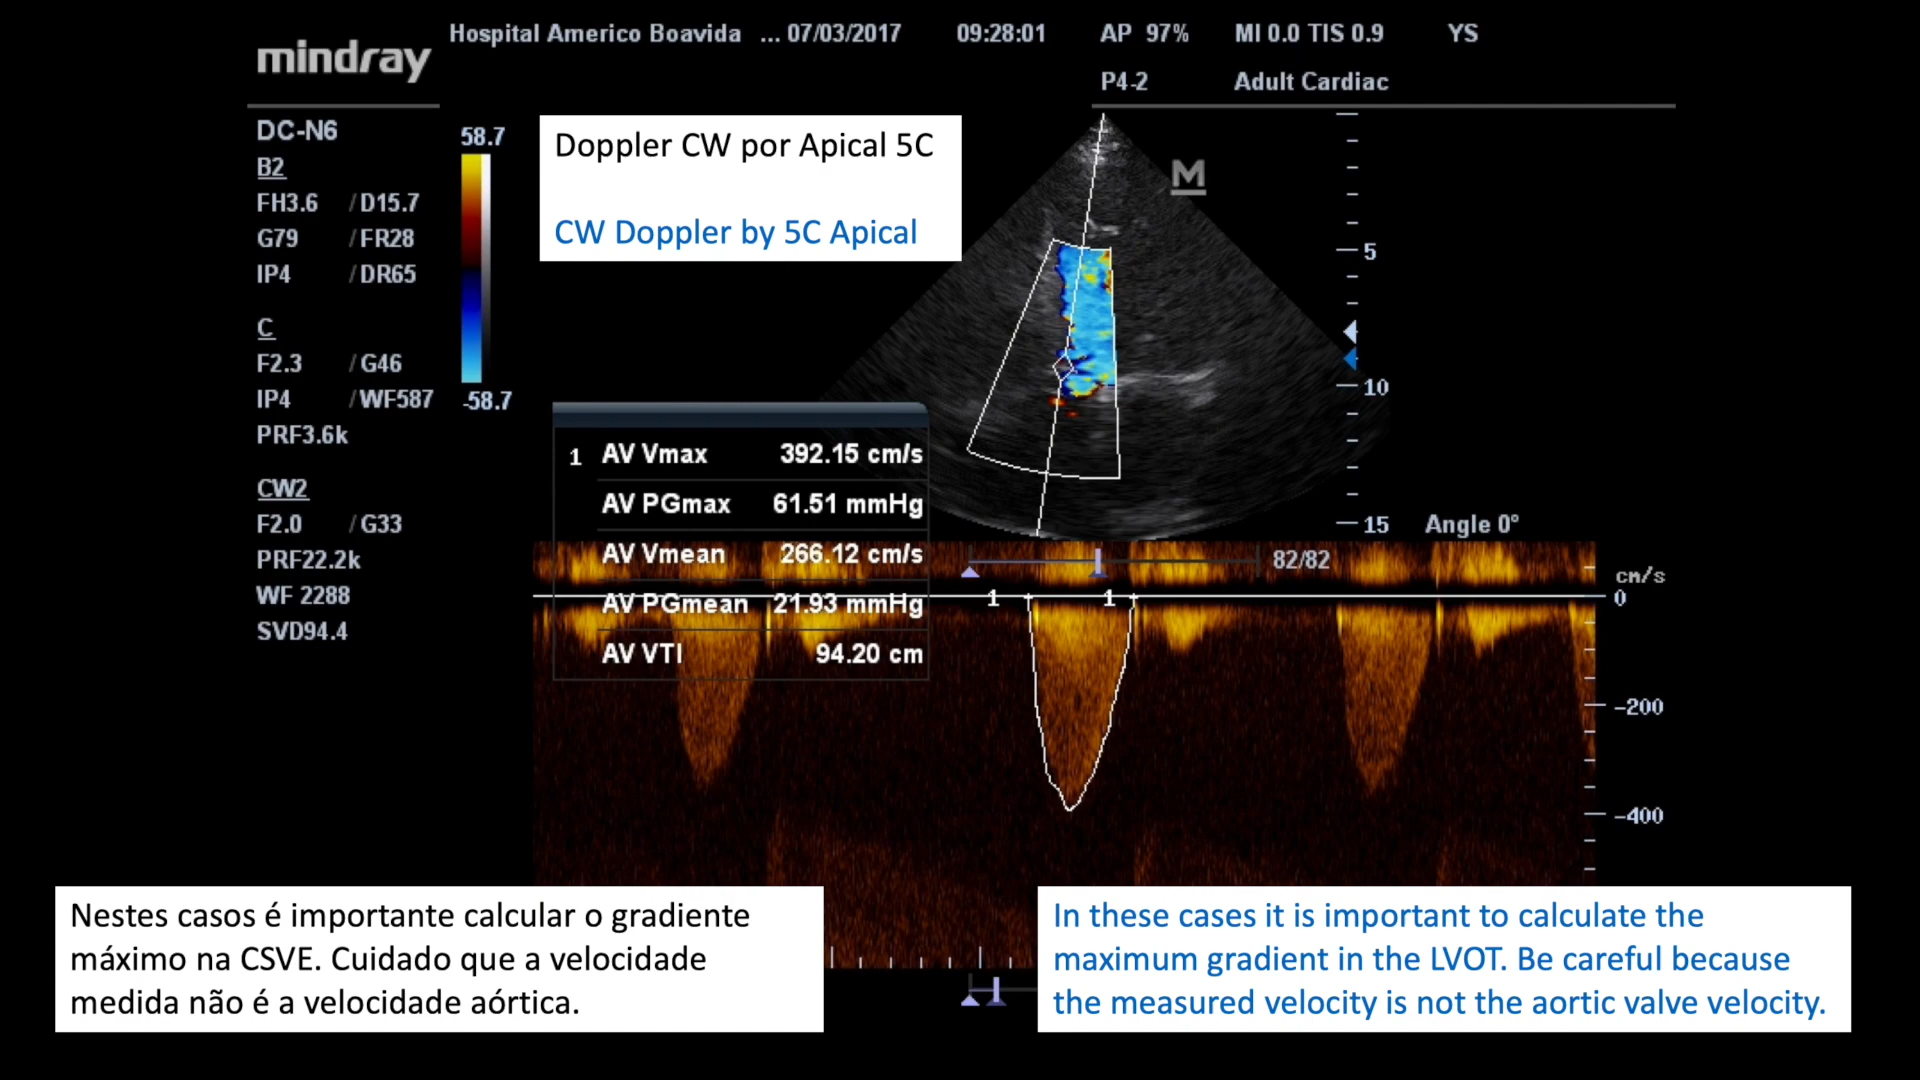 mindray
Hospital Americo Boavida ... 07/03/2017 09:28:01 AP 97% MI 0.0 TIS 0.9 YS
P4-2 Adult Cardiac
DC-N6
B2
FH3.6 /D15.7
G79 /FR28
IP4 /DR65
C
F2.3 /G46
IP4 /WF587
PRF3.6k
CW2
F2.0 /G33
PRF22.2k
WF 2288
SVD94.4
58.7
-58.7
Doppler CW por Apical 5C
CW Doppler by 5C Apical
M
5
10
15
Angle 0°
1 AV Vmax 392.15 cm/s
AV PGmax 61.51 mmHg
AV Vmean 266.12 cm/s
AV PGmean 21.93 mmHg
AV VTI 94.20 cm
82/82
1 1
cm/s
0
-200
-400
Nestes casos é importante calcular o gradiente
máximo na CSVE. Cuidado que a velocidade
medida não é a velocidade aórtica.
In these cases it is important to calculate the
maximum gradient in the LVOT. Be careful because
the measured velocity is not the aortic valve velocity.